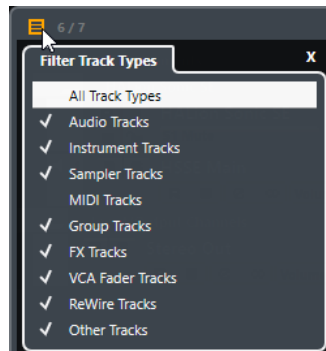 6 / 7
Filter Track Types X
All Track Types
Audio Tracks
Instrument Tracks
Sampler Tracks
MIDI Tracks
Group Tracks
FX Tracks
VCA Fader Tracks
ReWire Tracks
Other Tracks